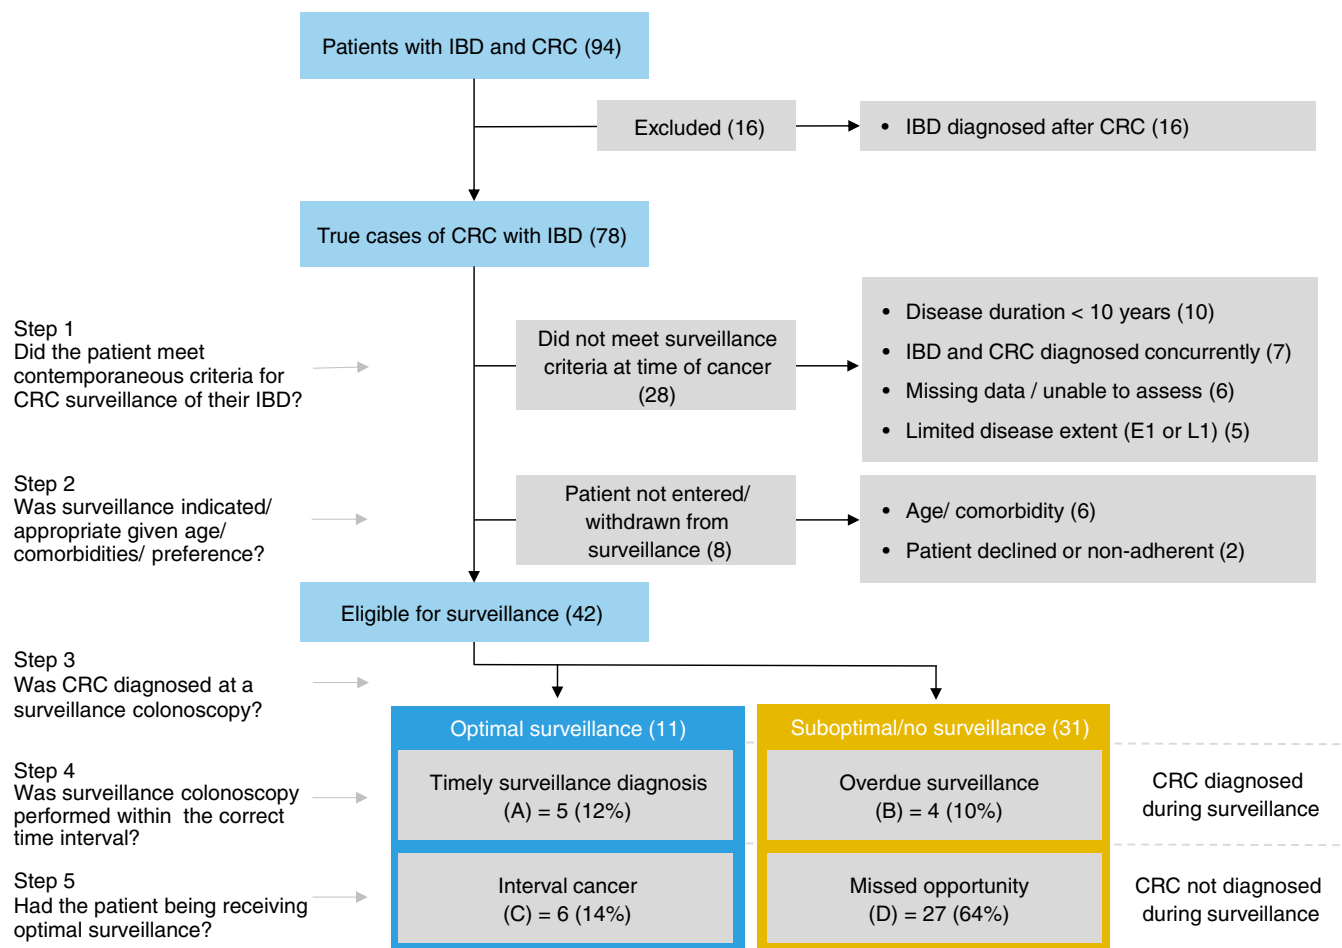 Patients with IBD and CRC (94)
Excluded (16)
• IBD diagnosed after CRC (16)
True cases of CRC with IBD (78)
Step 1
Did the patient meet
contemporaneous criteria for
CRC surveillance of their IBD?
Did not meet surveillance
criteria at time of cancer
(28)
• Disease duration < 10 years (10)
• IBD and CRC diagnosed concurrently (7)
• Missing data / unable to assess (6)
• Limited disease extent (E1 or L1) (5)
Step 2
Was surveillance indicated/
appropriate given age/
comorbidities/ preference?
Patient not entered/
withdrawn from
surveillance (8)
• Age/ comorbidity (6)
• Patient declined or non-adherent (2)
Eligible for surveillance (42)
Step 3
Was CRC diagnosed at a
surveillance colonoscopy?
Optimal surveillance (11)
Suboptimal/no surveillance (31)
Step 4
Was surveillance colonoscopy
performed within the correct
time interval?
Timely surveillance diagnosis
(A) = 5 (12%)
Overdue surveillance
(B) = 4 (10%)
CRC diagnosed
during surveillance
Step 5
Had the patient being receiving
optimal surveillance?
Interval cancer
(C) = 6 (14%)
Missed opportunity
(D) = 27 (64%)
CRC not diagnosed
during surveillance